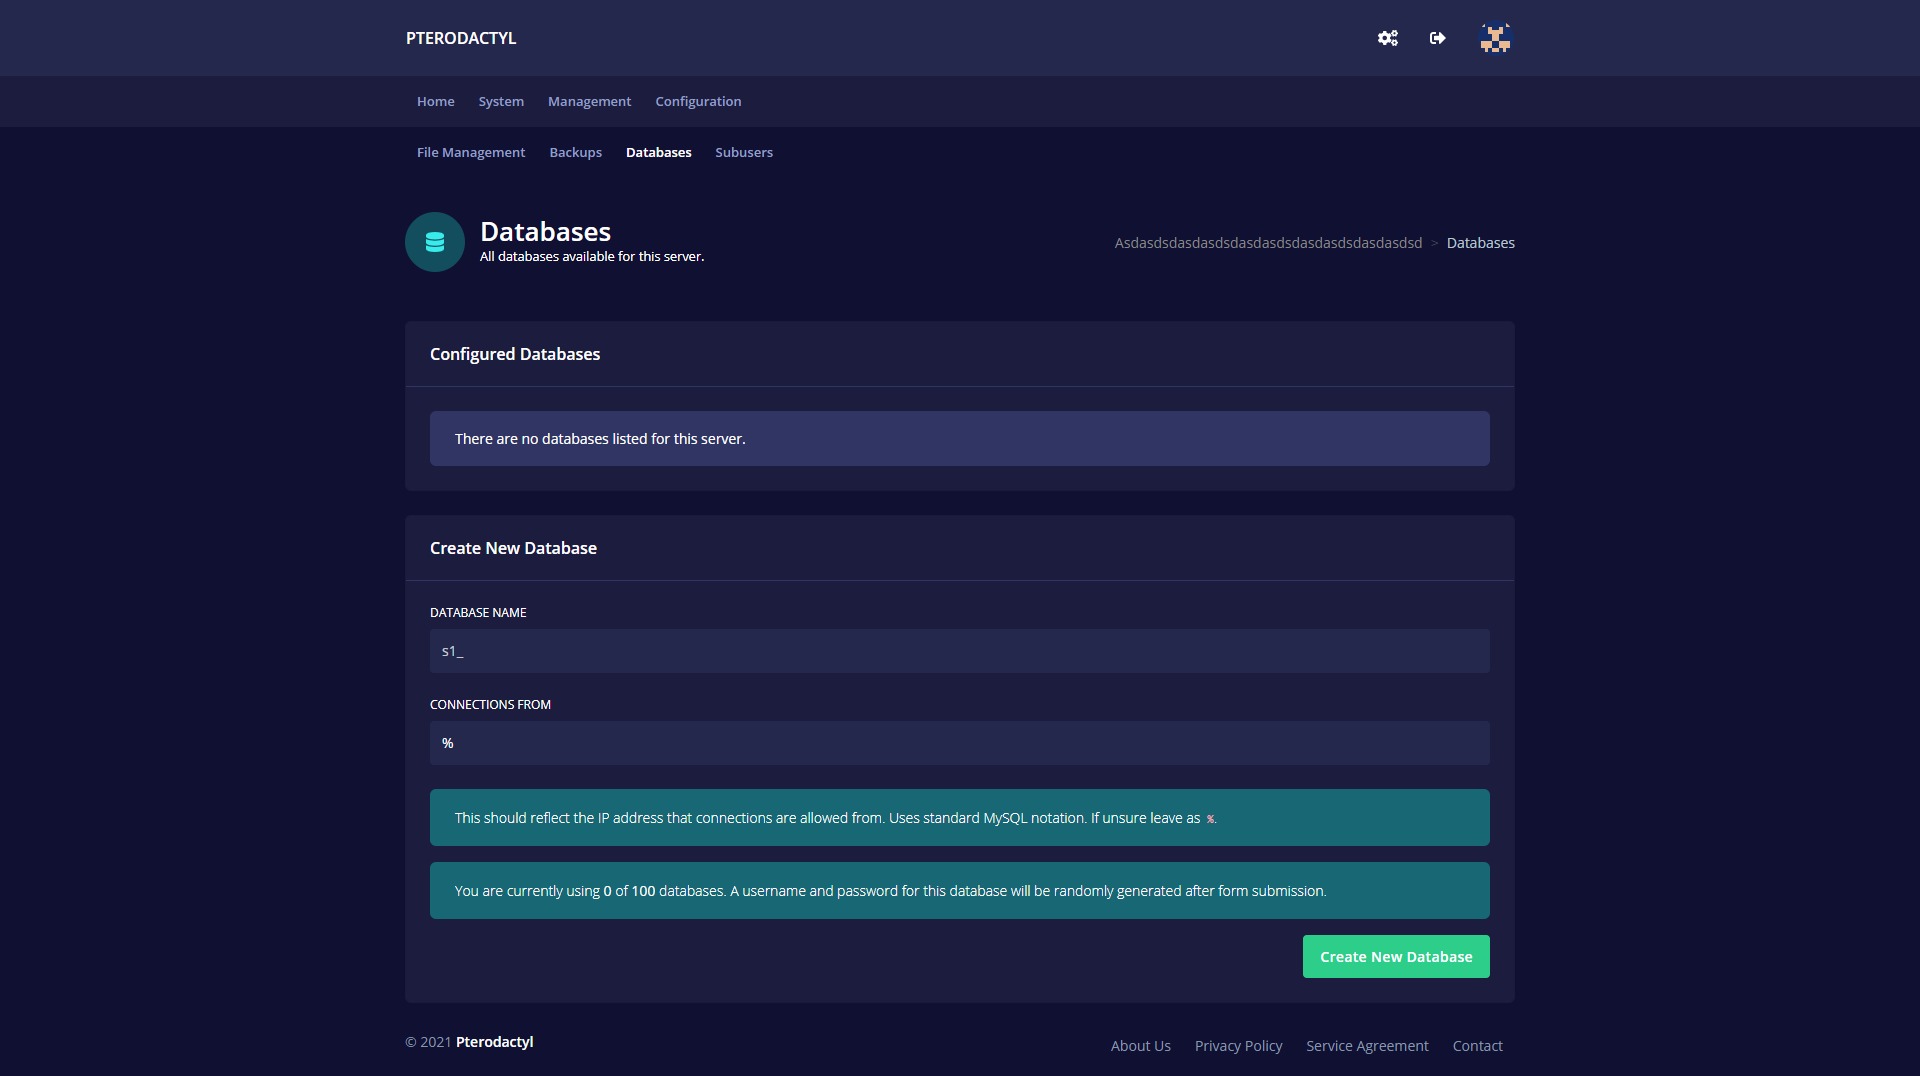 PTERODACTYL
Home System Management Configuration
File Management Backups Databases Subusers
Databases
All databases available for this server.
Asdasdsdasdasdsdasdasdsdasdasdsdasdasdsd > Databases
Configured Databases
There are no databases listed for this server.
Create New Database
DATABASE NAME
s1_
CONNECTIONS FROM
%
This should reflect the IP address that connections are allowed from. Uses standard MySQL notation. If unsure leave as %.
You are currently using 0 of 100 databases. A username and password for this database will be randomly generated after form submission.
Create New Database
© 2021 Pterodactyl
About Us Privacy Policy Service Agreement Contact